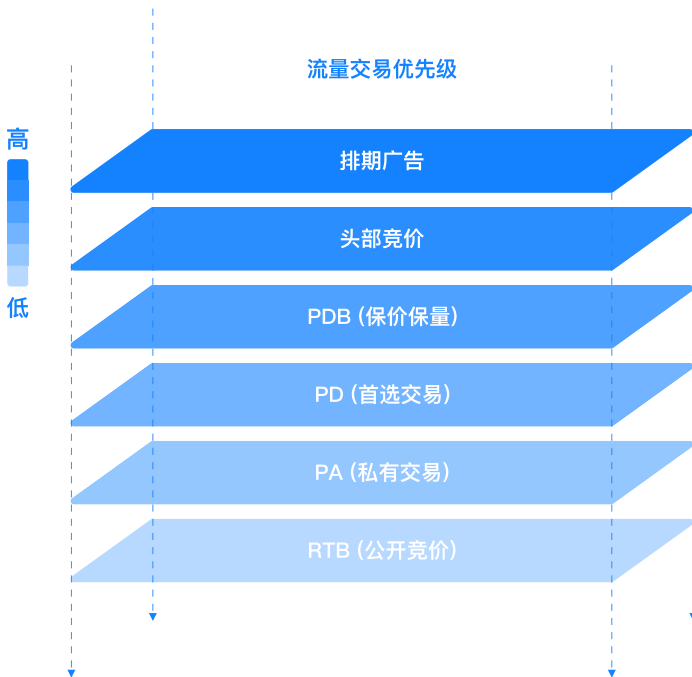 流量交易优先级
高
排期广告
头部竞价
PDB (保价保量)
低
PD (首选交易)
PA (私有交易)
RTB (公开竞价)